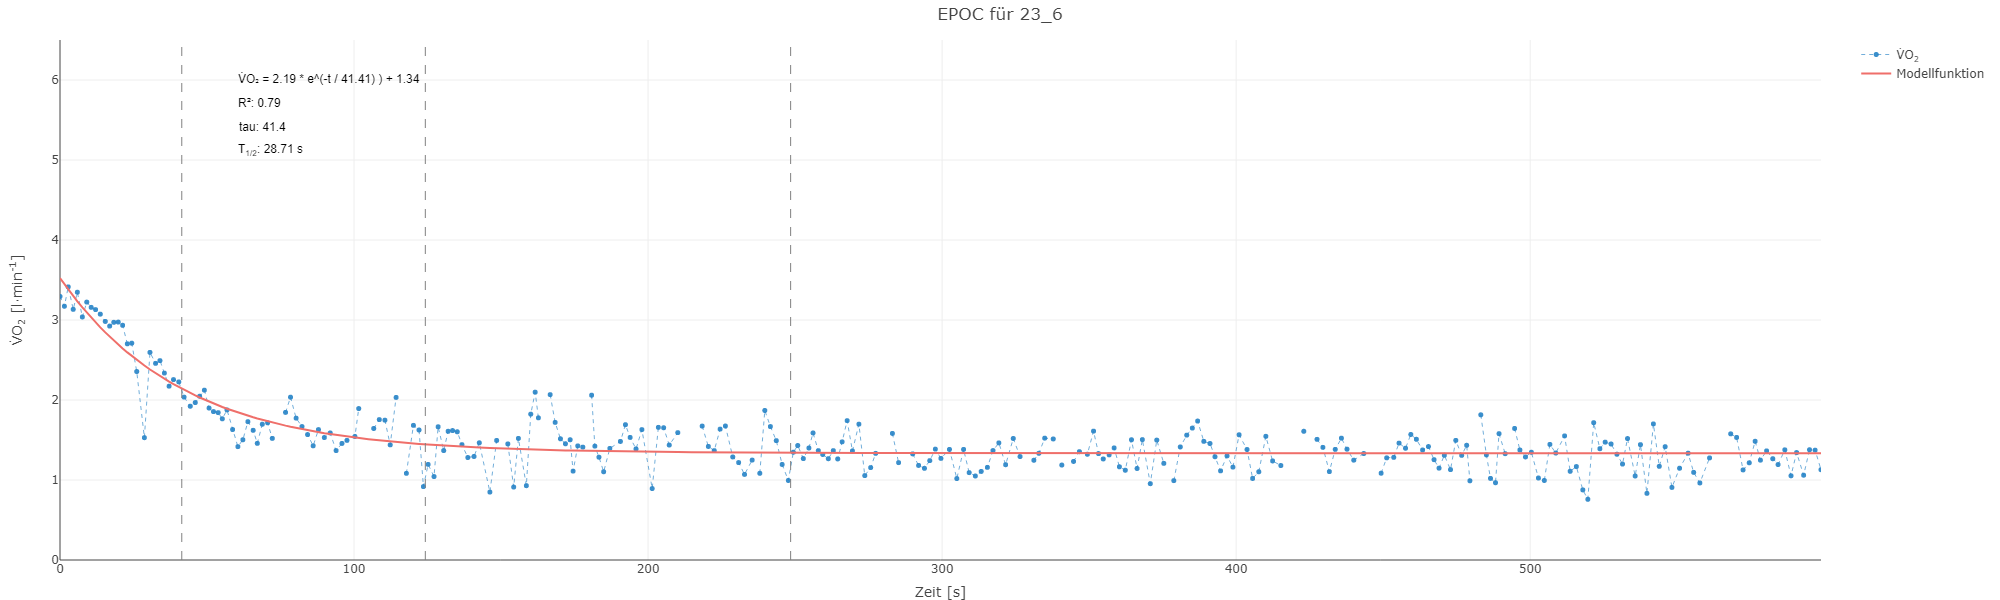 EPOC für 23_6
V̇O₂ = 2.19 * e^(-t / 41.41) ) + 1.34
R²: 0.79
tau: 41.4
T₁/₂: 28.71 s
V̇O₂
Modellfunktion
V̇O₂ [l·min⁻¹]
6
5
4
3
2
1
0
0 100 200 300 400 500
Zeit [s]